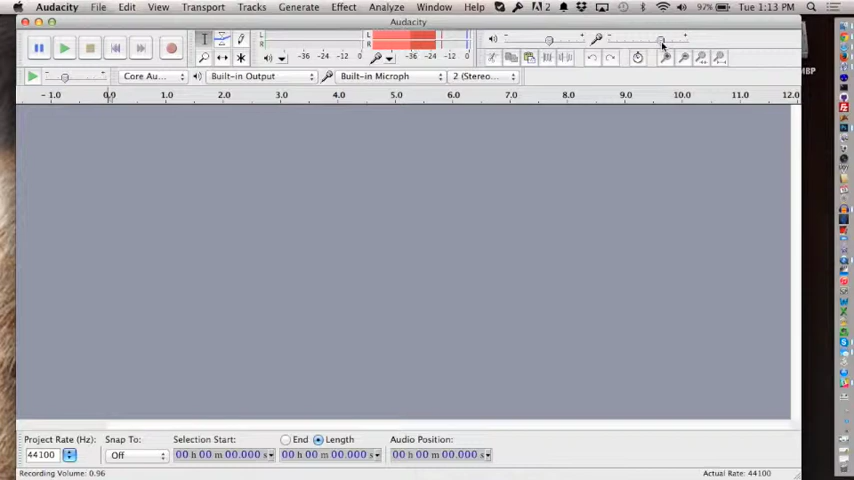 Audacity File Edit View Transport Tracks Generate Effect Analyze Window Help 2 97% Tue 1:13 PM
Audacity
L R -36 -24 -12 0 L R -36 -24 -12 0
Core Au... Built-in Output Built-in Microph 2 (Stereo...
- 1.0 0.0 1.0 2.0 3.0 4.0 5.0 6.0 7.0 8.0 9.0 10.0 11.0 12.0
MBP
Project Rate (Hz): Snap To: Selection Start: End Length Audio Position:
44100 Off 00 h 00 m 00.000 s 00 h 00 m 00.000 s 00 h 00 m 00.000 s
Recording Volume: 0.96 Actual Rate: 44100